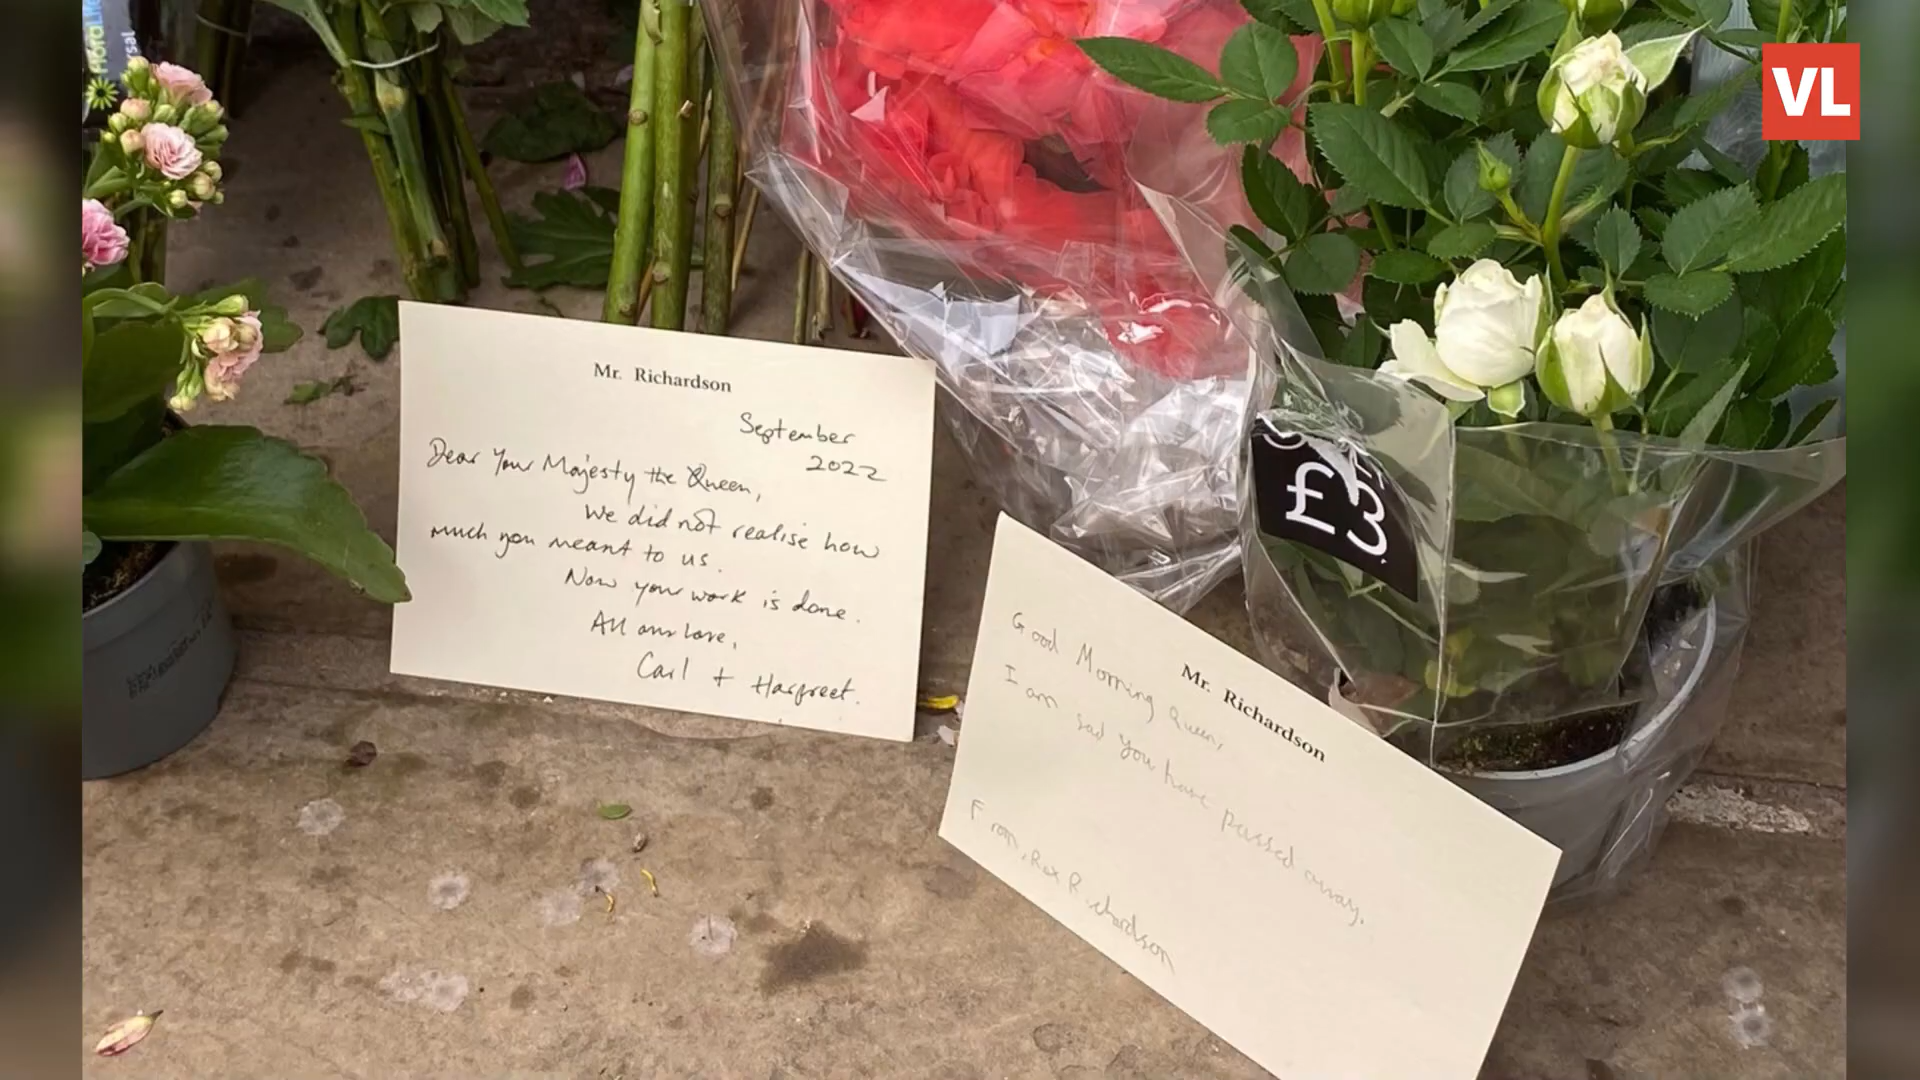 FloraLife
rsal
VL
Mr. Richardson
September
2022
Dear Your Majesty the Queen,
We did not realise how
much you meant to us.
Now your work is done.
All our love,
Carl + Harpreet.
£3
Mr. Richardson
Good Morning Queen,
I am sad you have passed away.
From, Rex Richardson